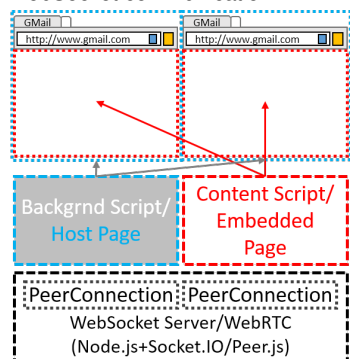 GMail GMail
http://www.gmail.com http://www.gmail.com
Backgrnd Script/
Host Page
Content Script/
Embedded
Page
PeerConnection PeerConnection
WebSocket Server/WebRTC
(Node.js+Socket.IO/Peer.js)